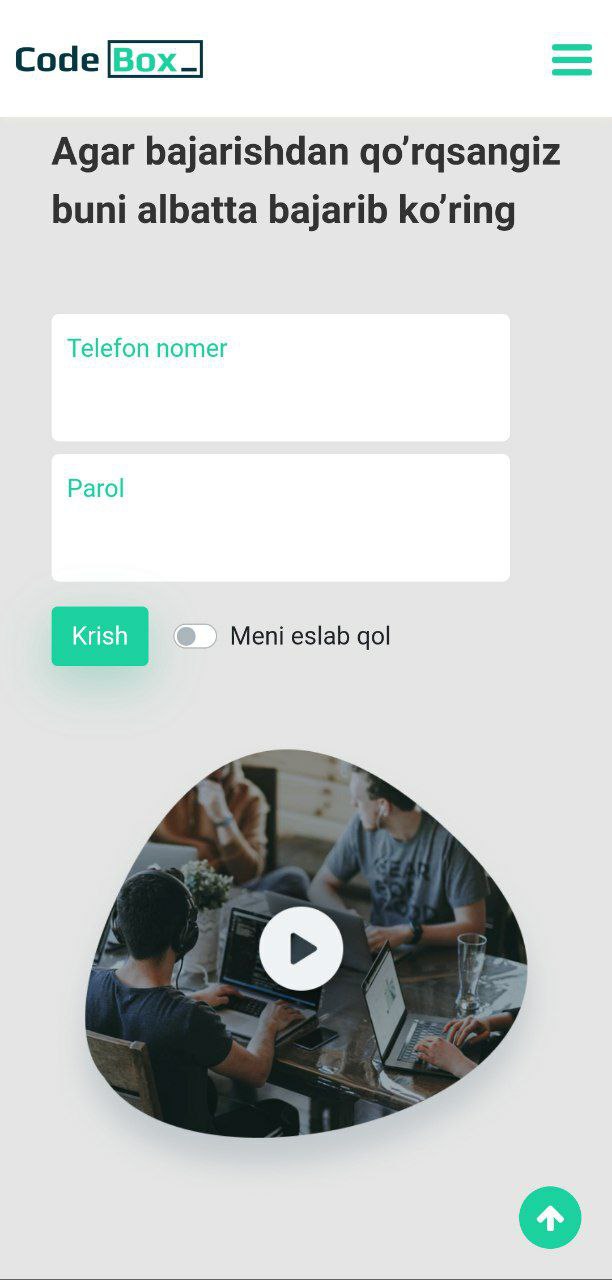 Code Box_
Agar bajarishdan qo’rqsangiz
buni albatta bajarib ko’ring
Telefon nomer
Parol
Krish
Meni eslab qol